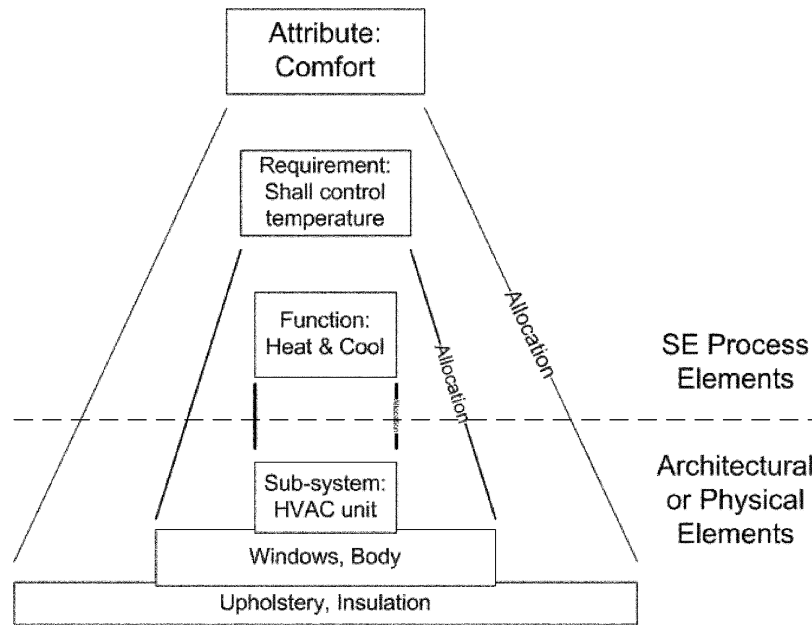 Attribute:
Comfort
Requirement:
Shall control
temperature
Function:
Heat & Cool
Allocation
Allocation
Allocation
SE Process
Elements
Sub-system:
HVAC unit
Architectural
or Physical
Elements
Windows, Body
Upholstery, Insulation